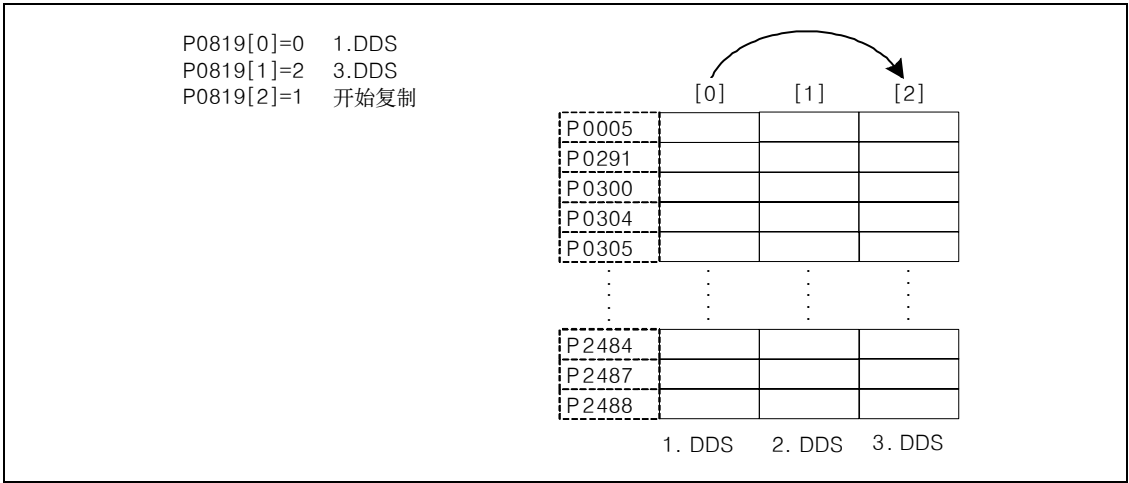 P0819[0]=0 1.DDS
P0819[1]=2 3.DDS
P0819[2]=1 开始复制
[0] [1] [2]
P0005
P0291
P0300
P0304
P0305
P2484
P2487
P2488
1. DDS 2. DDS 3. DDS